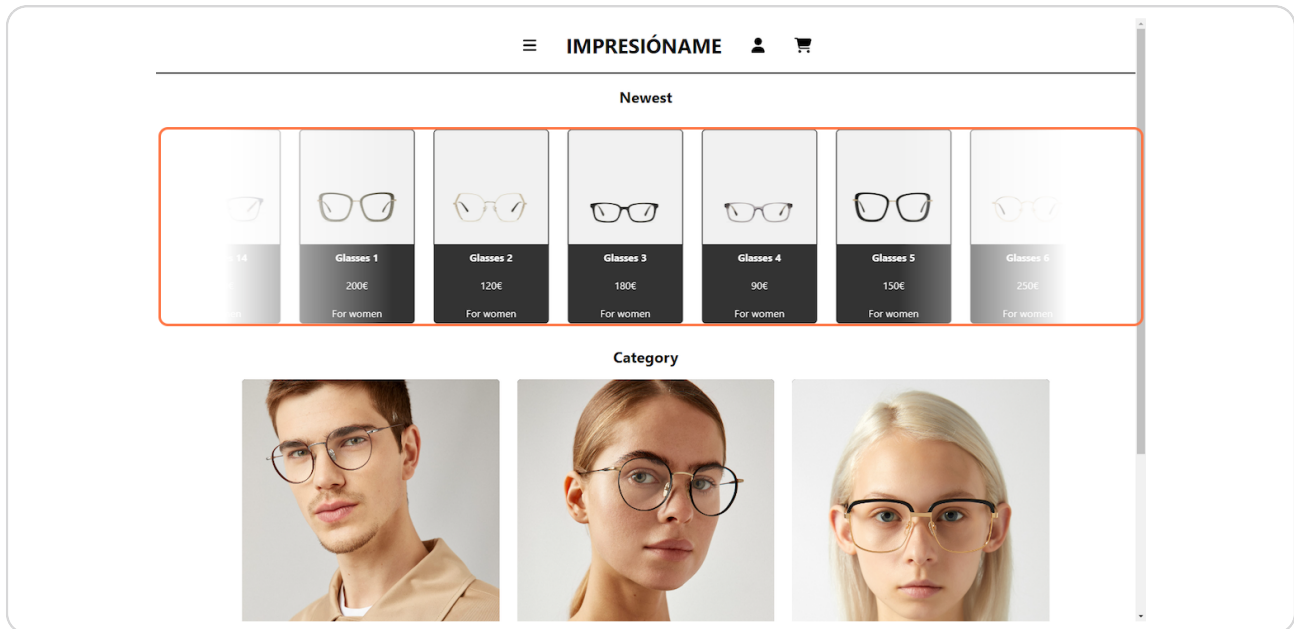 IMPRESIÓNAME
Newest
14
Glasses 1
Glasses 2
Glasses 3
Glasses 4
Glasses 5
Glasses 6
200€
120€
180€
90€
150€
250€
For women
For women
For women
For women
For women
For women
Category